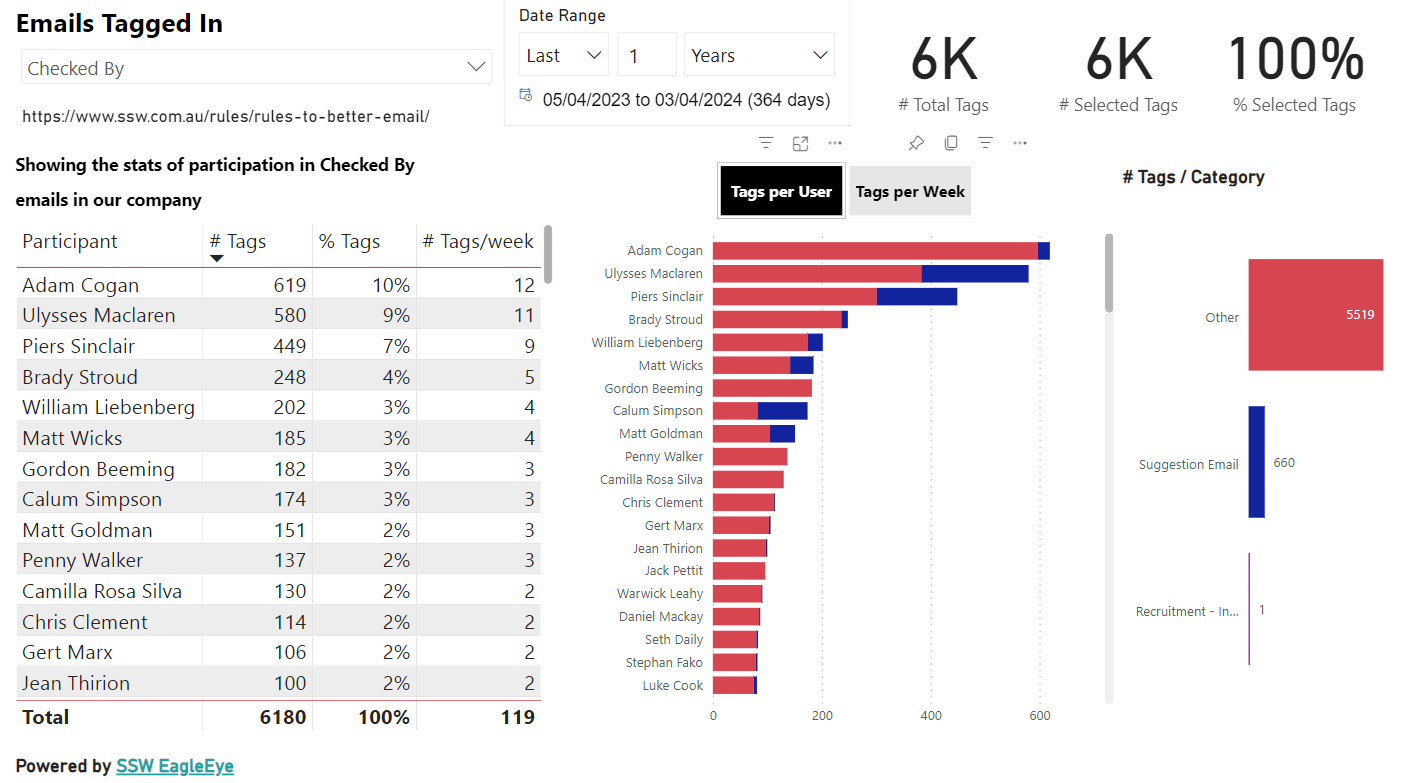 Emails Tagged In
Checked By
https://www.ssw.com.au/rules/rules-to-better-email/
Date Range
Last 1 Years
05/04/2023 to 03/04/2024 (364 days)
6K 6K 100%
# Total Tags # Selected Tags % Selected Tags
Showing the stats of participation in Checked By
emails in our company
Participant # Tags % Tags # Tags/week
Adam Cogan 619 10% 12
Ulysses Maclaren 580 9% 11
Piers Sinclair 449 7% 9
Brady Stroud 248 4% 5
William Liebenberg 202 3% 4
Matt Wicks 185 3% 4
Gordon Beeming 182 3% 3
Calum Simpson 174 3% 3
Matt Goldman 151 2% 3
Penny Walker 137 2% 3
Camilla Rosa Silva 130 2% 2
Chris Clement 114 2% 2
Gert Marx 106 2% 2
Jean Thirion 100 2% 2
Total 6180 100% 119
Tags per User Tags per Week
Adam Cogan
Ulysses Maclaren
Piers Sinclair
Brady Stroud
William Liebenberg
Matt Wicks
Gordon Beeming
Calum Simpson
Matt Goldman
Penny Walker
Camilla Rosa Silva
Chris Clement
Gert Marx
Jean Thirion
Jack Pettit
Warwick Leahy
Daniel Mackay
Seth Daily
Stephan Fako
Luke Cook
0 200 400 600
# Tags / Category
Other 5519
Suggestion Email 660
Recruitment - In... 1
Powered by SSW EagleEye